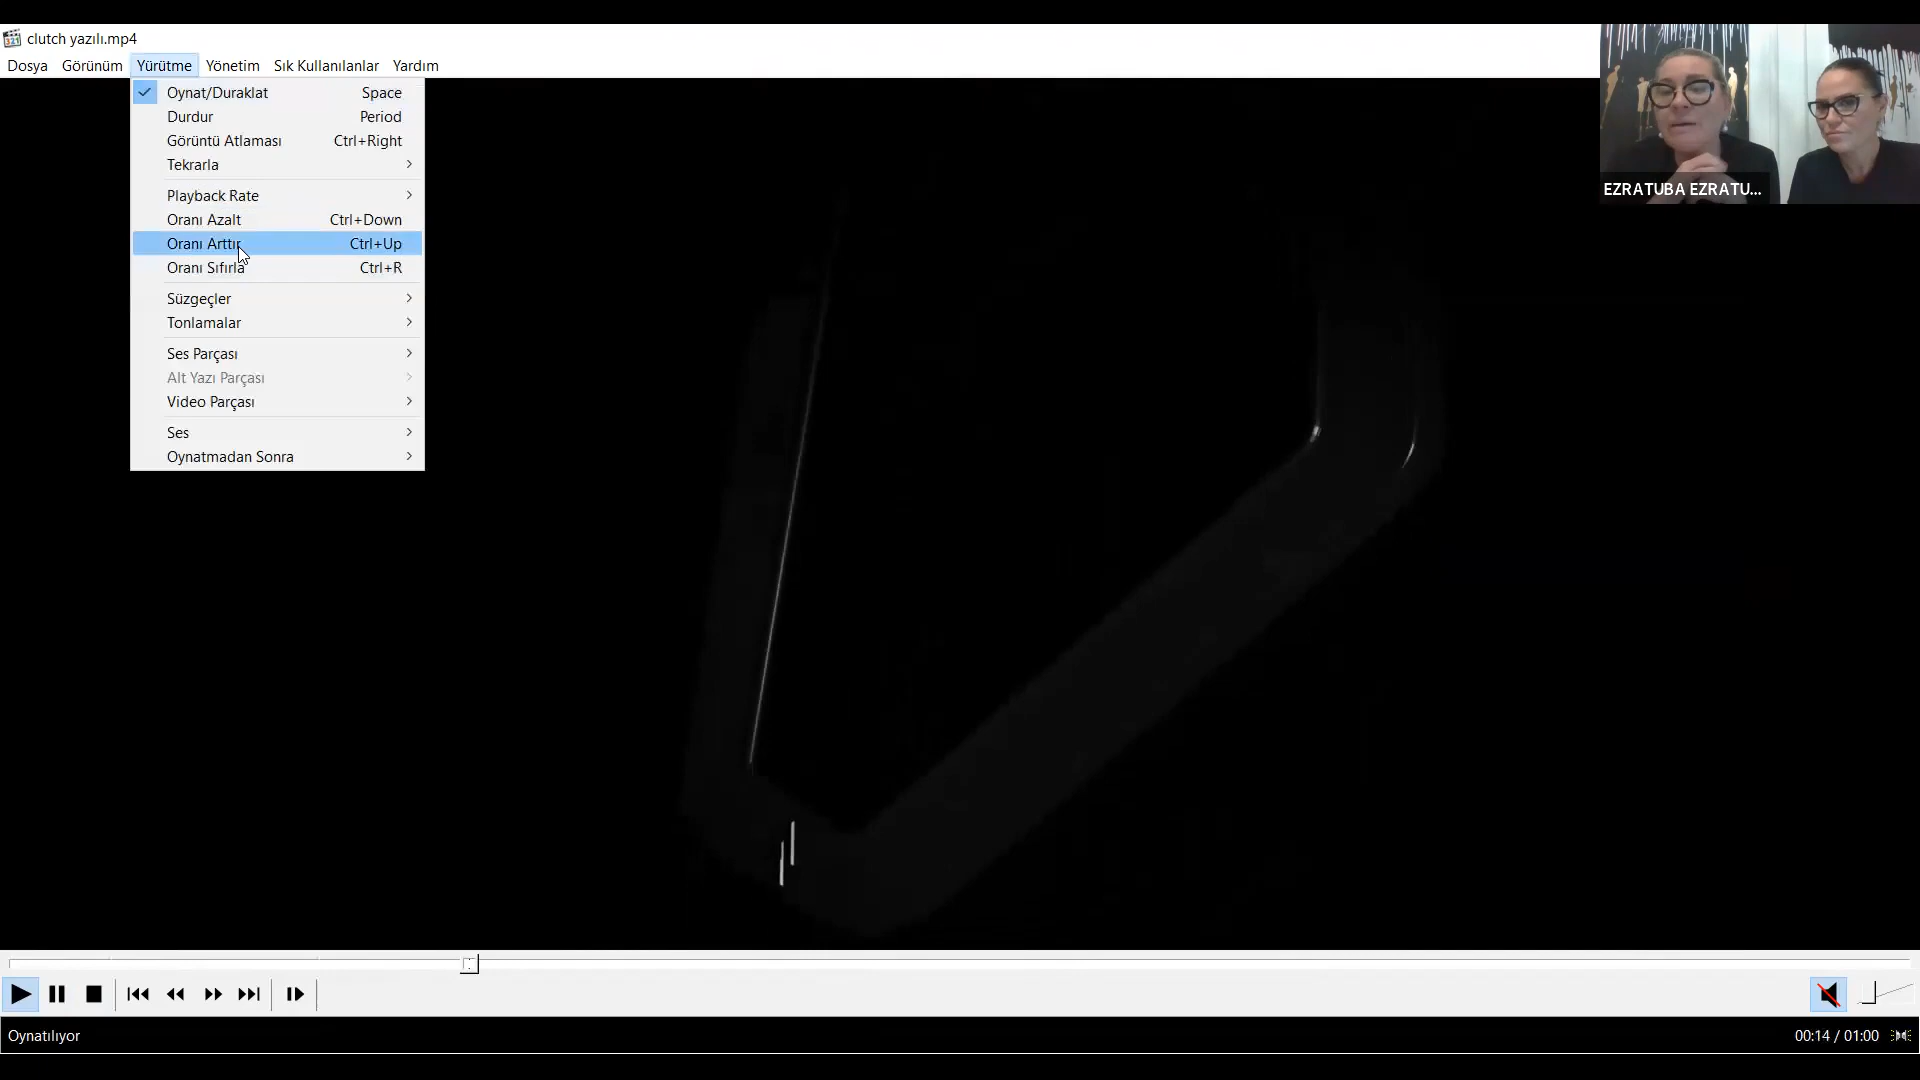 clutch yazılı.mp4
Dosya Görünüm Yürütme Yönetim Sık Kullanılanlar Yardım
Oynat/Duraklat Space
Durdur Period
Görüntü Atlaması Ctrl+Right
Tekrarla
Playback Rate
Oranı Azalt Ctrl+Down
Oranı Arttır Ctrl+Up
Oranı Sıfırla Ctrl+R
Süzgeçler
Tonlamalar
Ses Parçası
Alt Yazı Parçası
Video Parçası
Ses
Oynatmadan Sonra
EZRATUBA EZRATU...
Oynatılıyor 00:14 / 01:00